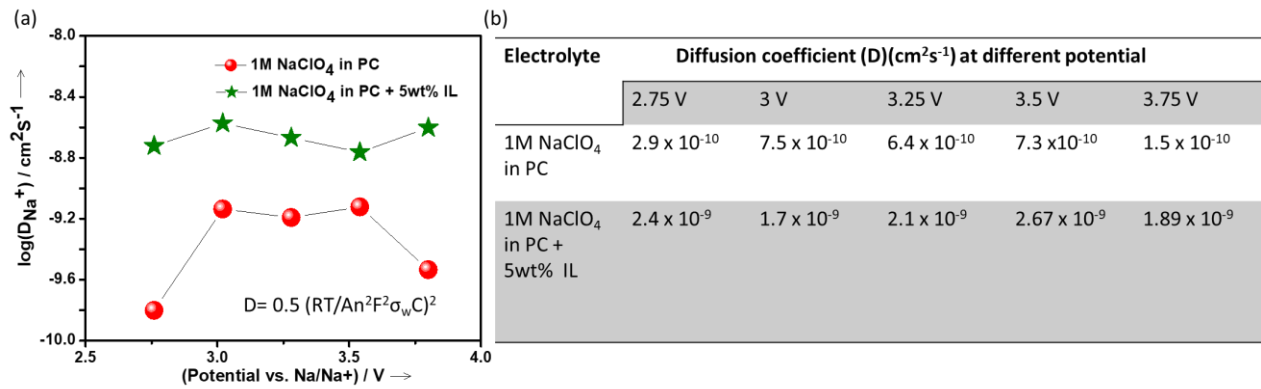 (a)
(b)
-8.0
-8.4
-8.8
-9.2
-9.6
-10.0
log(D_Na⁺) / cm²S⁻¹ →
1M NaClO₄ in PC
1M NaClO₄ in PC + 5wt% IL
D= 0.5 (RT/An²F²σ_wC)²
2.5 3.0 3.5 4.0
(Potential vs. Na/Na+) / V →
Electrolyte Diffusion coefficient (D)(cm²s⁻¹) at different potential
2.75 V 3 V 3.25 V 3.5 V 3.75 V
1M NaClO₄ 2.9 x 10⁻¹⁰ 7.5 x 10⁻¹⁰ 6.4 x 10⁻¹⁰ 7.3 x10⁻¹⁰ 1.5 x 10⁻¹⁰
in PC
1M NaClO₄ 2.4 x 10⁻⁹ 1.7 x 10⁻⁹ 2.1 x 10⁻⁹ 2.67 x 10⁻⁹ 1.89 x 10⁻⁹
in PC +
5wt% IL